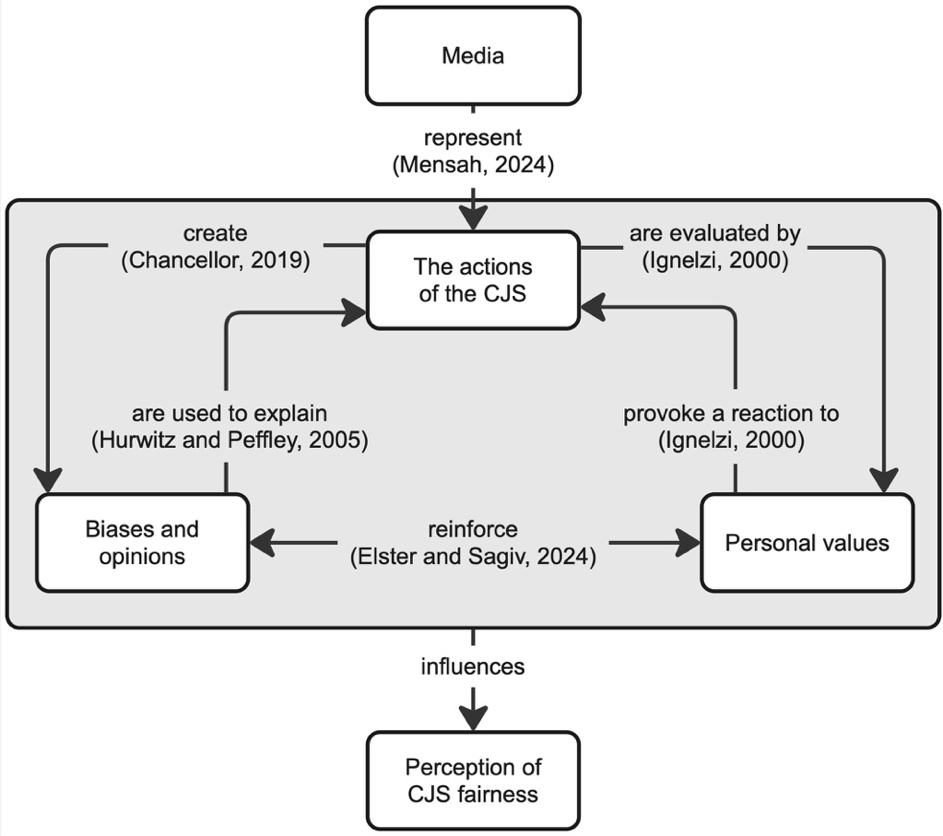 Media
represent
(Mensah, 2024)
create
(Chancellor, 2019)
The actions
of the CJS
are evaluated by
(Ignelzi, 2000)
are used to explain
(Hurwitz and Peffley, 2005)
provoke a reaction to
(Ignelzi, 2000)
Biases and
opinions
reinforce
(Elster and Sagiv, 2024)
Personal values
influences
Perception of
CJS fairness